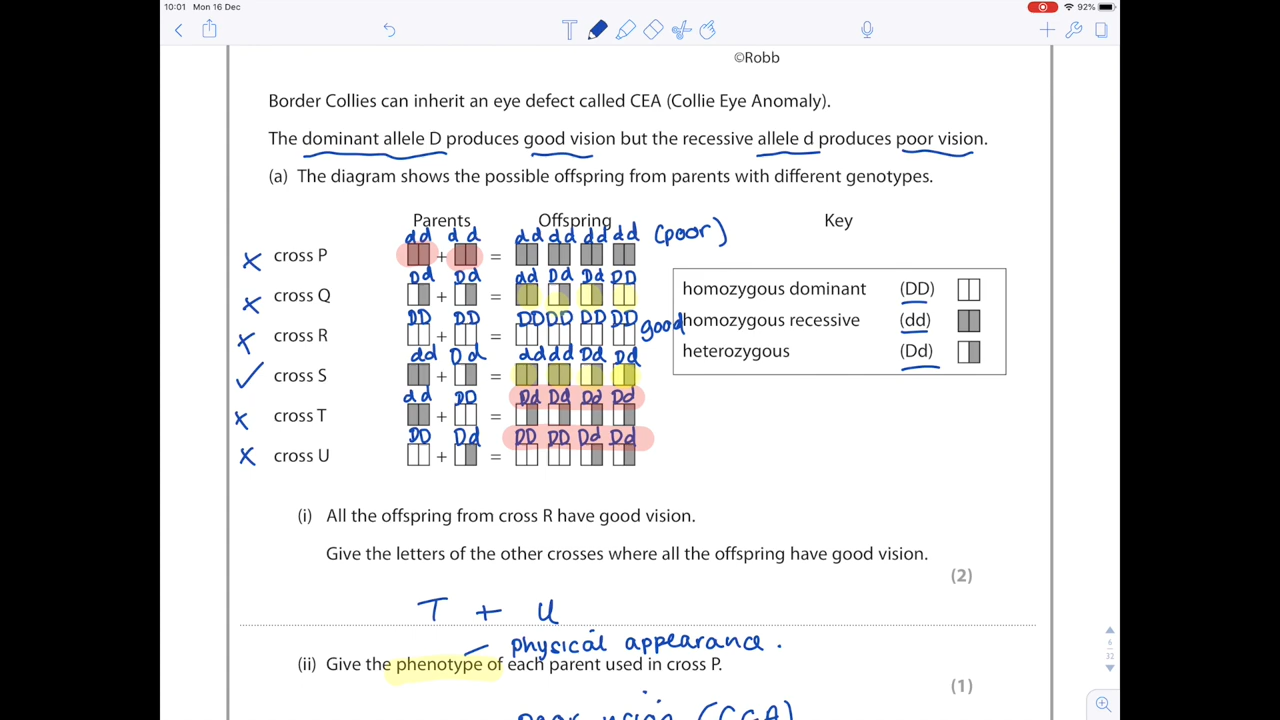 10:01 Mon 16 Dec
92%
©Robb
Border Collies can inherit an eye defect called CEA (Collie Eye Anomaly).
The dominant allele D produces good vision but the recessive allele d produces poor vision.
(a) The diagram shows the possible offspring from parents with different genotypes.
Parents Offspring Key
dd dd dd dd dd dd (poor)
x cross P + =
Dd Dd dd Dd Dd DD
x cross Q + =
homozygous dominant (DD)
DD DD DD DD DD DD good
x cross R + =
homozygous recessive (dd)
dd Dd dd dd Dd Dd
✓ cross S + =
heterozygous (Dd)
dd DD Dd Dd Dd Dd
x cross T + =
DD Dd DD DD Dd Dd
x cross U + =
(i) All the offspring from cross R have good vision.
Give the letters of the other crosses where all the offspring have good vision.
(2)
T + U
physical appearance.
(ii) Give the phenotype of each parent used in cross P.
(1)
poor vision (CEA)
6
32